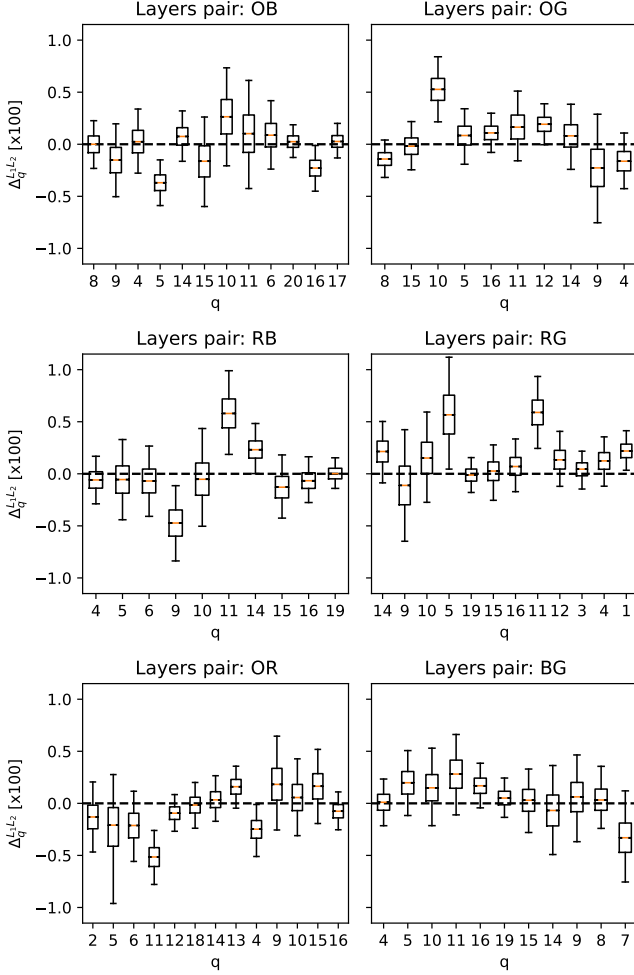 Layers pair: OB
Layers pair: OG
Δ_q^{L₁L₂} [x100]
1.0
0.5
0.0
−0.5
−1.0
8 9 4 5 14 15 10 11 6 20 16 17
8 15 10 5 16 11 12 14 9 4
q
q
Layers pair: RB
Layers pair: RG
Δ_q^{L₁L₂} [x100]
1.0
0.5
0.0
−0.5
−1.0
4 5 6 9 10 11 14 15 16 19
14 9 10 5 19 15 16 11 12 3 4 1
q
q
Layers pair: OR
Layers pair: BG
Δ_q^{L₁L₂} [x100]
1.0
0.5
0.0
−0.5
−1.0
2 5 6 11 12 18 14 13 4 9 10 15 16
4 5 10 11 16 19 15 14 9 8 7
q
q